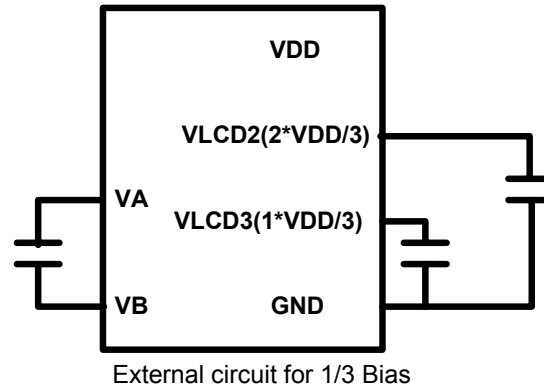 VDD
VLCD2(2*VDD/3)
VA
VLCD3(1*VDD/3)
VB
GND
External circuit for 1/3 Bias